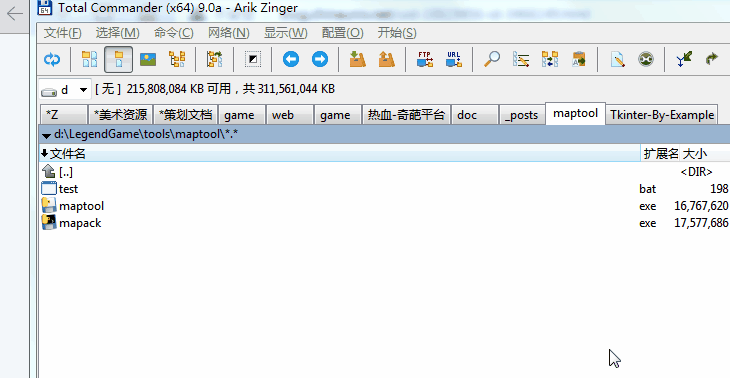 Total Commander (x64) 9.0a - Arik Zinger
文件(F) 选择(M) 命令(C) 网络(N) 显示(W) 配置(O) 开始(S)
FTP URL
d [ 无 ] 215,808,084 KB 可用，共 311,561,044 KB
*Z *美术资源 *策划文档 game web game 热血-奇葩平台 doc _posts maptool Tkinter-By-Example
d:\LegendGame\tools\maptool\*.*
文件名 扩展名 大小
[..] <DIR>
test bat 198
maptool exe 16,767,620
mapack exe 17,577,686